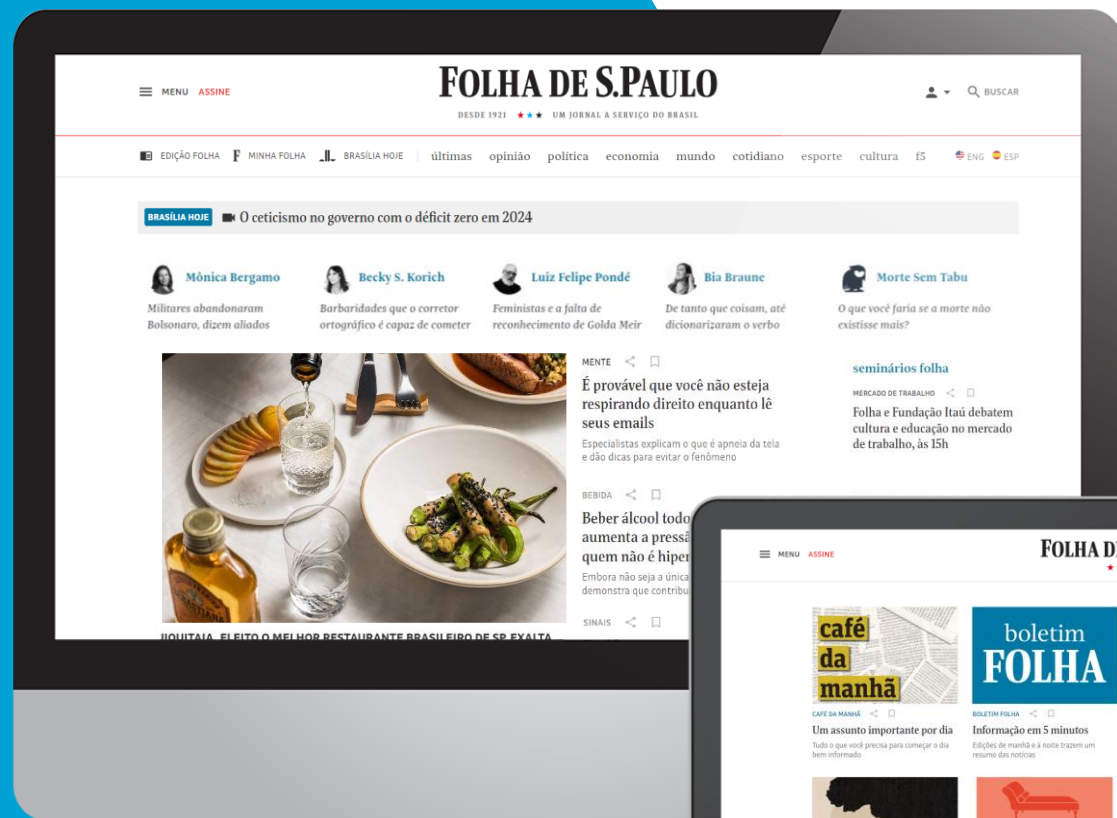 MENU ASSINE
FOLHA DE S.PAULO
DESDE 1921 ★★★ UM JORNAL A SERVIÇO DO BRASIL
BUSCAR
EDIÇÃO FOLHA
F MINHA FOLHA
BRASÍLIA HOJE
últimas opinião política economia mundo cotidiano esporte cultura f5
ENG ESP
BRASÍLIA HOJE O ceticismo no governo com o déficit zero em 2024
Mônica Bergamo
Militares abandonaram
Bolsonaro, dizem aliados
Becky S. Korich
Barbaridades que o corretor
ortográfico é capaz de cometer
Luiz Felipe Pondé
Feministas e a falta de
reconhecimento de Golda Meir
Bia Braune
De tanto que coisam, até
dicionarizaram o verbo
Morte Sem Tabu
O que você faria se a morte não
existisse mais?
MENTE
É provável que você não esteja
respirando direito enquanto lê
seus emails
Especialistas explicam o que é apneia da tela
e dão dicas para evitar o fenômeno
BEBIDA
Beber álcool todo
aumenta a pressã
quem não é hiper
Embora não seja a única
demonstra que contribu
SINAIS
seminários folha
MERCADO DE TRABALHO
Folha e Fundação Itaú debatem
cultura e educação no mercado
de trabalho, às 15h
JIQUITAIA, ELEITO O MELHOR RESTAURANTE BRASILEIRO DE SP, EXALTA
MENU ASSINE
FOLHA DE
café
da
manhã
CAFÉ DA MANHÃ
Um assunto importante por dia
Tudo o que você precisa para começar o dia
bem informado
boletim
FOLHA
BOLETIM FOLHA
Informação em 5 minutos
Edições de manhã e à noite trazem um
resumo das notícias